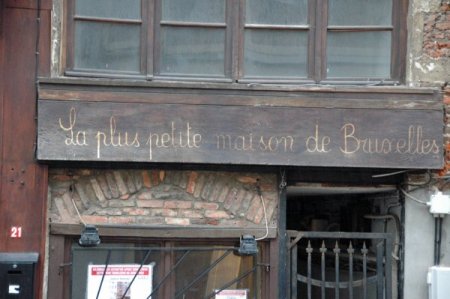 La plus petite maison de Bruxelles
21